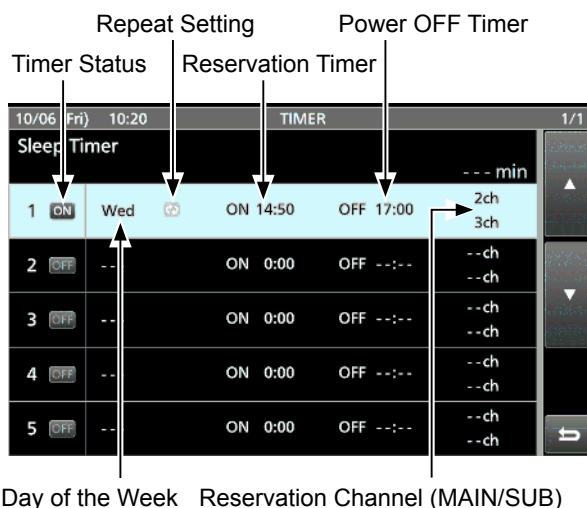 Repeat Setting Power OFF Timer
Timer Status Reservation Timer
10/06 (Fri) 10:20 TIMER 1/1
Sleep Timer
--- min
1 ON Wed ON 14:50 OFF 17:00 2ch
3ch
2 OFF --- ON 0:00 OFF --:-- --ch
--ch
3 OFF --- ON 0:00 OFF --:-- --ch
--ch
4 OFF --- ON 0:00 OFF --:-- --ch
--ch
5 OFF --- ON 0:00 OFF --:-- --ch
--ch
Day of the Week Reservation Channel (MAIN/SUB)